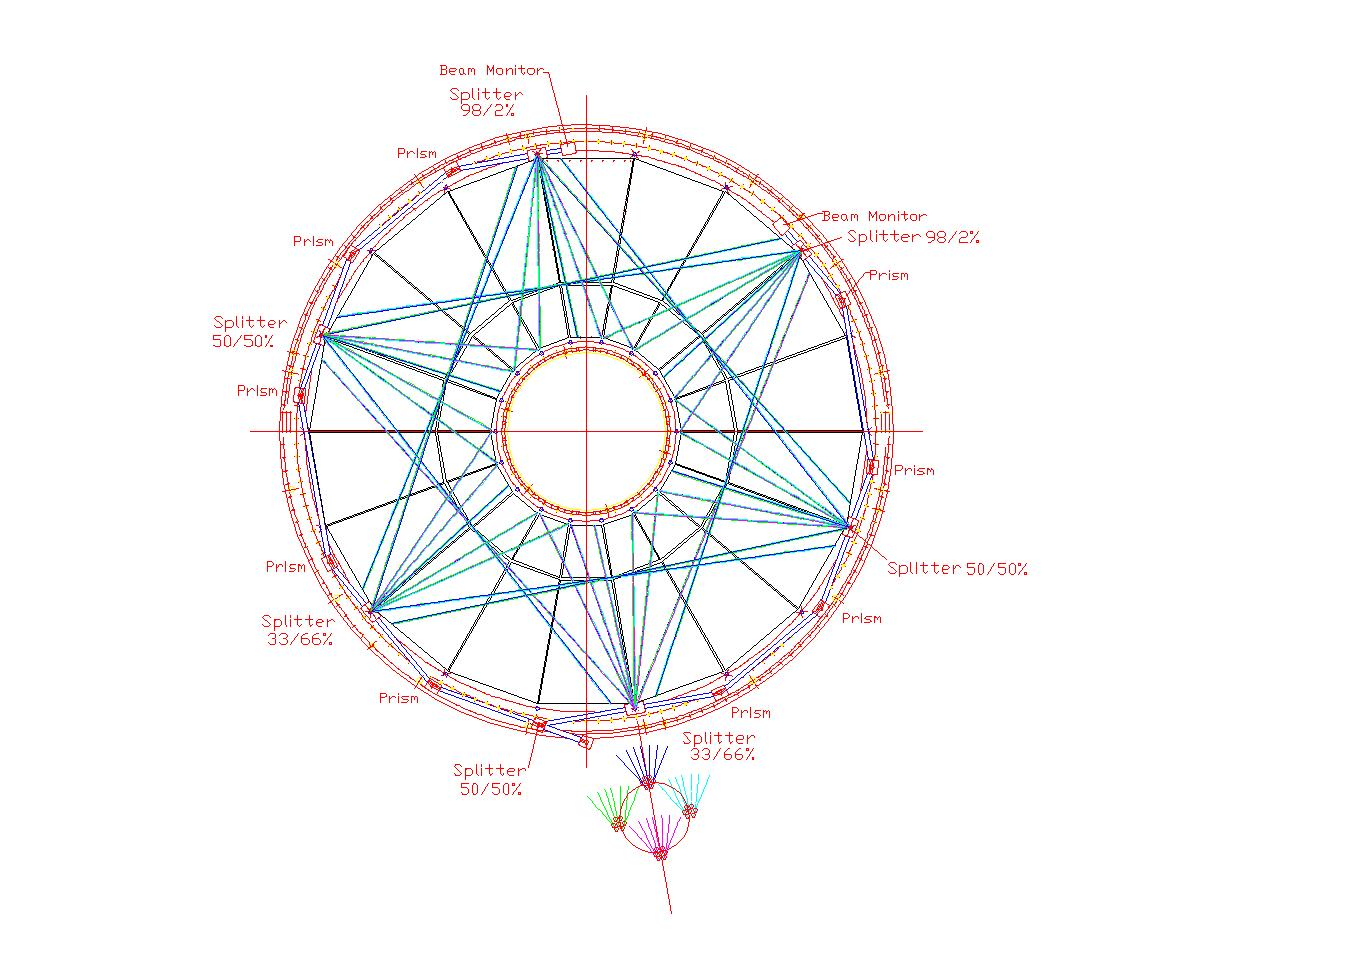 Beam Monitor
Splitter
98/2%
Prism
Beam Monitor
Splitter 98/2%
Prism
Prism
Splitter
50/50%
Prism
Prism
Prism
Splitter 50/50%
Prism
Splitter
33/66%
Prism
Prism
Splitter
33/66%
Splitter
50/50%